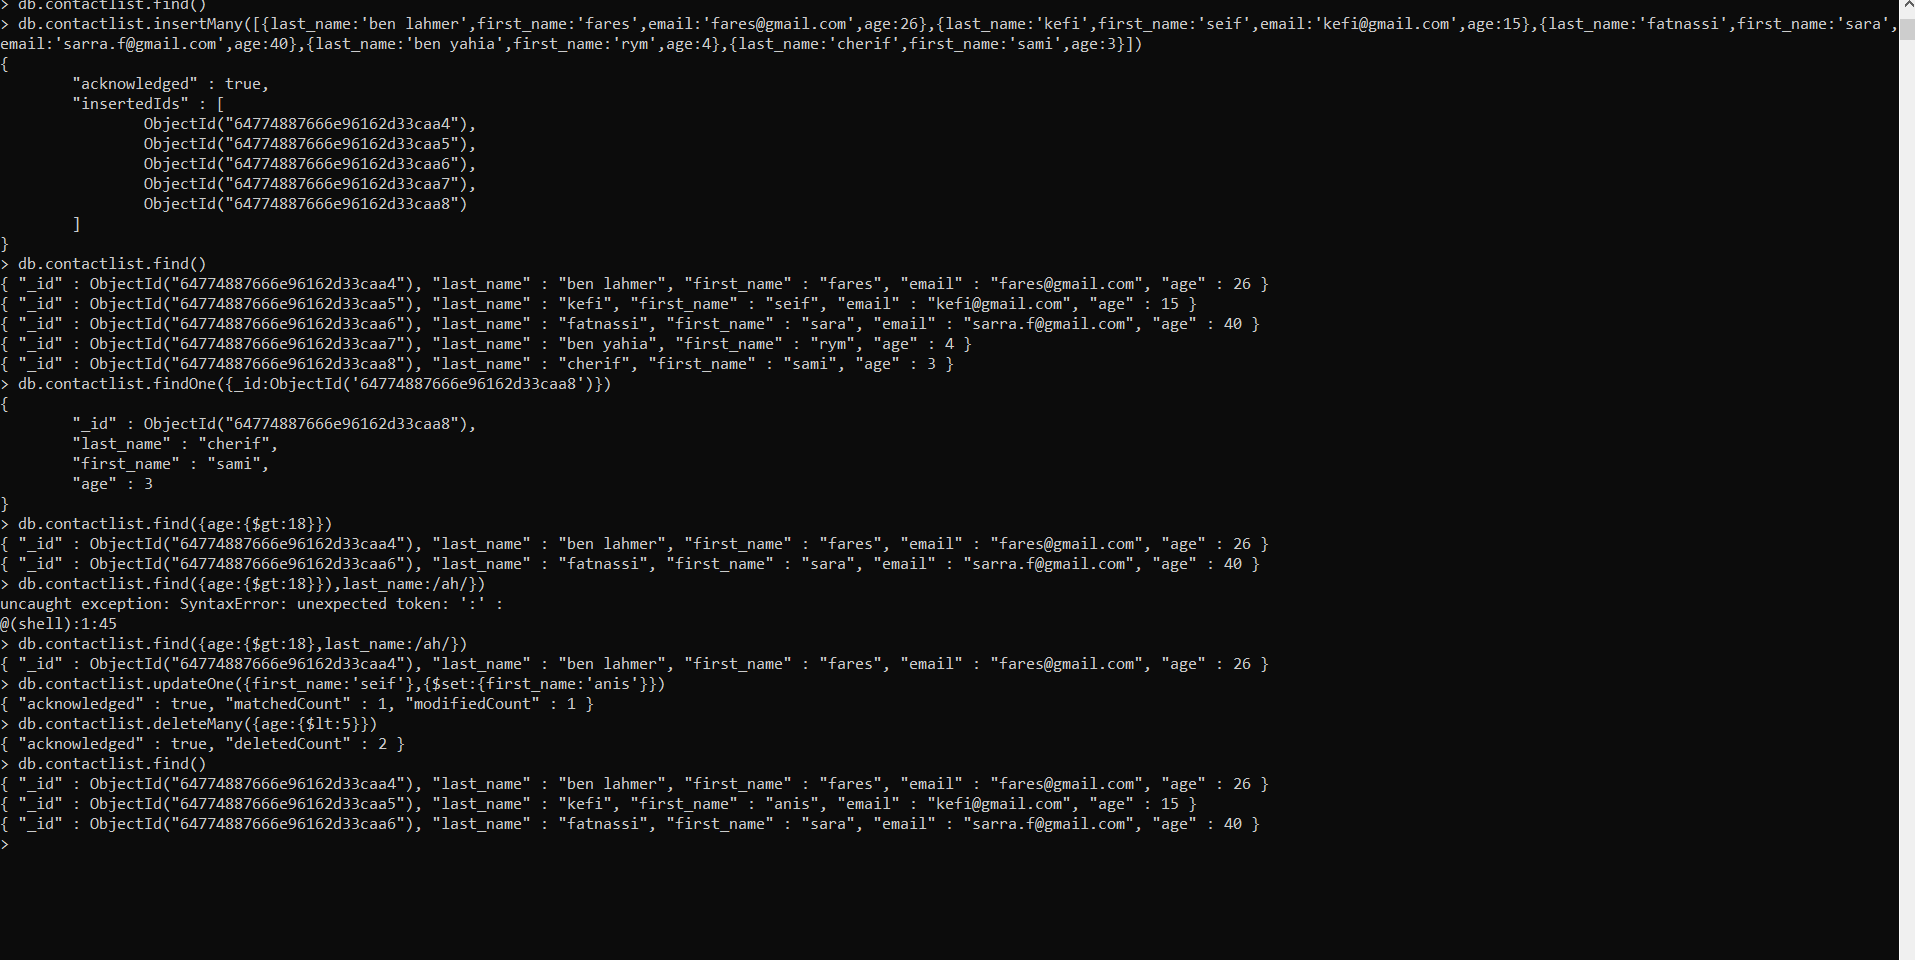 > db.contactlist.find()
> db.contactlist.insertMany([{last_name:'ben lahmer',first_name:'fares',email:'fares@gmail.com',age:26},{last_name:'kefi',first_name:'seif',email:'kefi@gmail.com',age:15},{last_name:'fatnassi',first_name:'sara',
email:'sarra.f@gmail.com',age:40},{last_name:'ben yahia',first_name:'rym',age:4},{last_name:'cherif',first_name:'sami',age:3}])
{
        "acknowledged" : true,
        "insertedIds" : [
                ObjectId("64774887666e96162d33caa4"),
                ObjectId("64774887666e96162d33caa5"),
                ObjectId("64774887666e96162d33caa6"),
                ObjectId("64774887666e96162d33caa7"),
                ObjectId("64774887666e96162d33caa8")
        ]
}
> db.contactlist.find()
{ "_id" : ObjectId("64774887666e96162d33caa4"), "last_name" : "ben lahmer", "first_name" : "fares", "email" : "fares@gmail.com", "age" : 26 }
{ "_id" : ObjectId("64774887666e96162d33caa5"), "last_name" : "kefi", "first_name" : "seif", "email" : "kefi@gmail.com", "age" : 15 }
{ "_id" : ObjectId("64774887666e96162d33caa6"), "last_name" : "fatnassi", "first_name" : "sara", "email" : "sarra.f@gmail.com", "age" : 40 }
{ "_id" : ObjectId("64774887666e96162d33caa7"), "last_name" : "ben yahia", "first_name" : "rym", "age" : 4 }
{ "_id" : ObjectId("64774887666e96162d33caa8"), "last_name" : "cherif", "first_name" : "sami", "age" : 3 }
> db.contactlist.findOne({_id:ObjectId('64774887666e96162d33caa8')})
{
        "_id" : ObjectId("64774887666e96162d33caa8"),
        "last_name" : "cherif",
        "first_name" : "sami",
        "age" : 3
}
> db.contactlist.find({age:{$gt:18}})
{ "_id" : ObjectId("64774887666e96162d33caa4"), "last_name" : "ben lahmer", "first_name" : "fares", "email" : "fares@gmail.com", "age" : 26 }
{ "_id" : ObjectId("64774887666e96162d33caa6"), "last_name" : "fatnassi", "first_name" : "sara", "email" : "sarra.f@gmail.com", "age" : 40 }
> db.contactlist.find({age:{$gt:18}}),last_name:/ah/})
uncaught exception: SyntaxError: unexpected token: ':' :
@(shell):1:45
> db.contactlist.find({age:{$gt:18},last_name:/ah/})
{ "_id" : ObjectId("64774887666e96162d33caa4"), "last_name" : "ben lahmer", "first_name" : "fares", "email" : "fares@gmail.com", "age" : 26 }
> db.contactlist.updateOne({first_name:'seif'},{$set:{first_name:'anis'}})
{ "acknowledged" : true, "matchedCount" : 1, "modifiedCount" : 1 }
> db.contactlist.deleteMany({age:{$lt:5}})
{ "acknowledged" : true, "deletedCount" : 2 }
> db.contactlist.find()
{ "_id" : ObjectId("64774887666e96162d33caa4"), "last_name" : "ben lahmer", "first_name" : "fares", "email" : "fares@gmail.com", "age" : 26 }
{ "_id" : ObjectId("64774887666e96162d33caa5"), "last_name" : "kefi", "first_name" : "anis", "email" : "kefi@gmail.com", "age" : 15 }
{ "_id" : ObjectId("64774887666e96162d33caa6"), "last_name" : "fatnassi", "first_name" : "sara", "email" : "sarra.f@gmail.com", "age" : 40 }
>